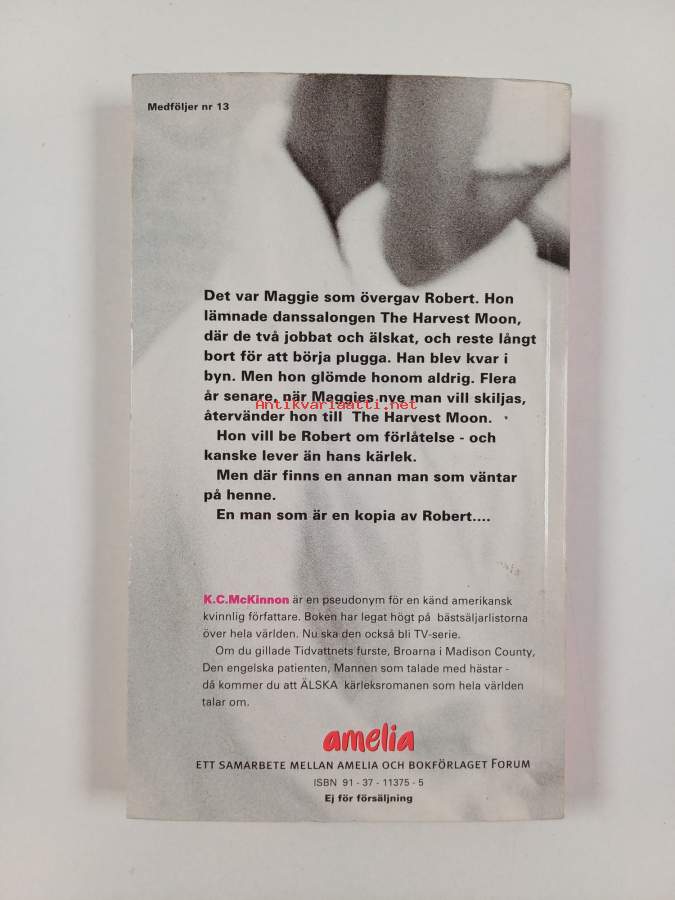 Medföljer nr 13
Det var Maggie som övergav Robert. Hon
lämnade danssalongen The Harvest Moon,
där de två jobbat och älskat, och reste långt
bort för att börja plugga. Han blev kvar i
byn. Men hon glömde honom aldrig. Flera
år senare, när Maggies nye man vill skiljas,
Antikvariaatti.net
återvänder hon till The Harvest Moon.
Hon vill be Robert om förlåtelse - och
kanske lever än hans kärlek.
Men där finns en annan man som väntar
på henne.
En man som är en kopia av Robert....
K.C.McKinnon är en pseudonym för en känd amerikansk
kvinnlig författare. Boken har legat högt på bästsäljarlistorna
över hela världen. Nu ska den också bli TV-serie.
Om du gillade Tidvattnets furste, Broarna i Madison County,
Den engelska patienten, Mannen som talade med hästar -
då kommer du att ÄLSKA kärleksromanen som hela världen
talar om.
amelia
ETT SAMARBETE MELLAN AMELIA OCH BOKFÖRLAGET FORUM
ISBN 91 - 37 - 11375 - 5
Ej för försäljning